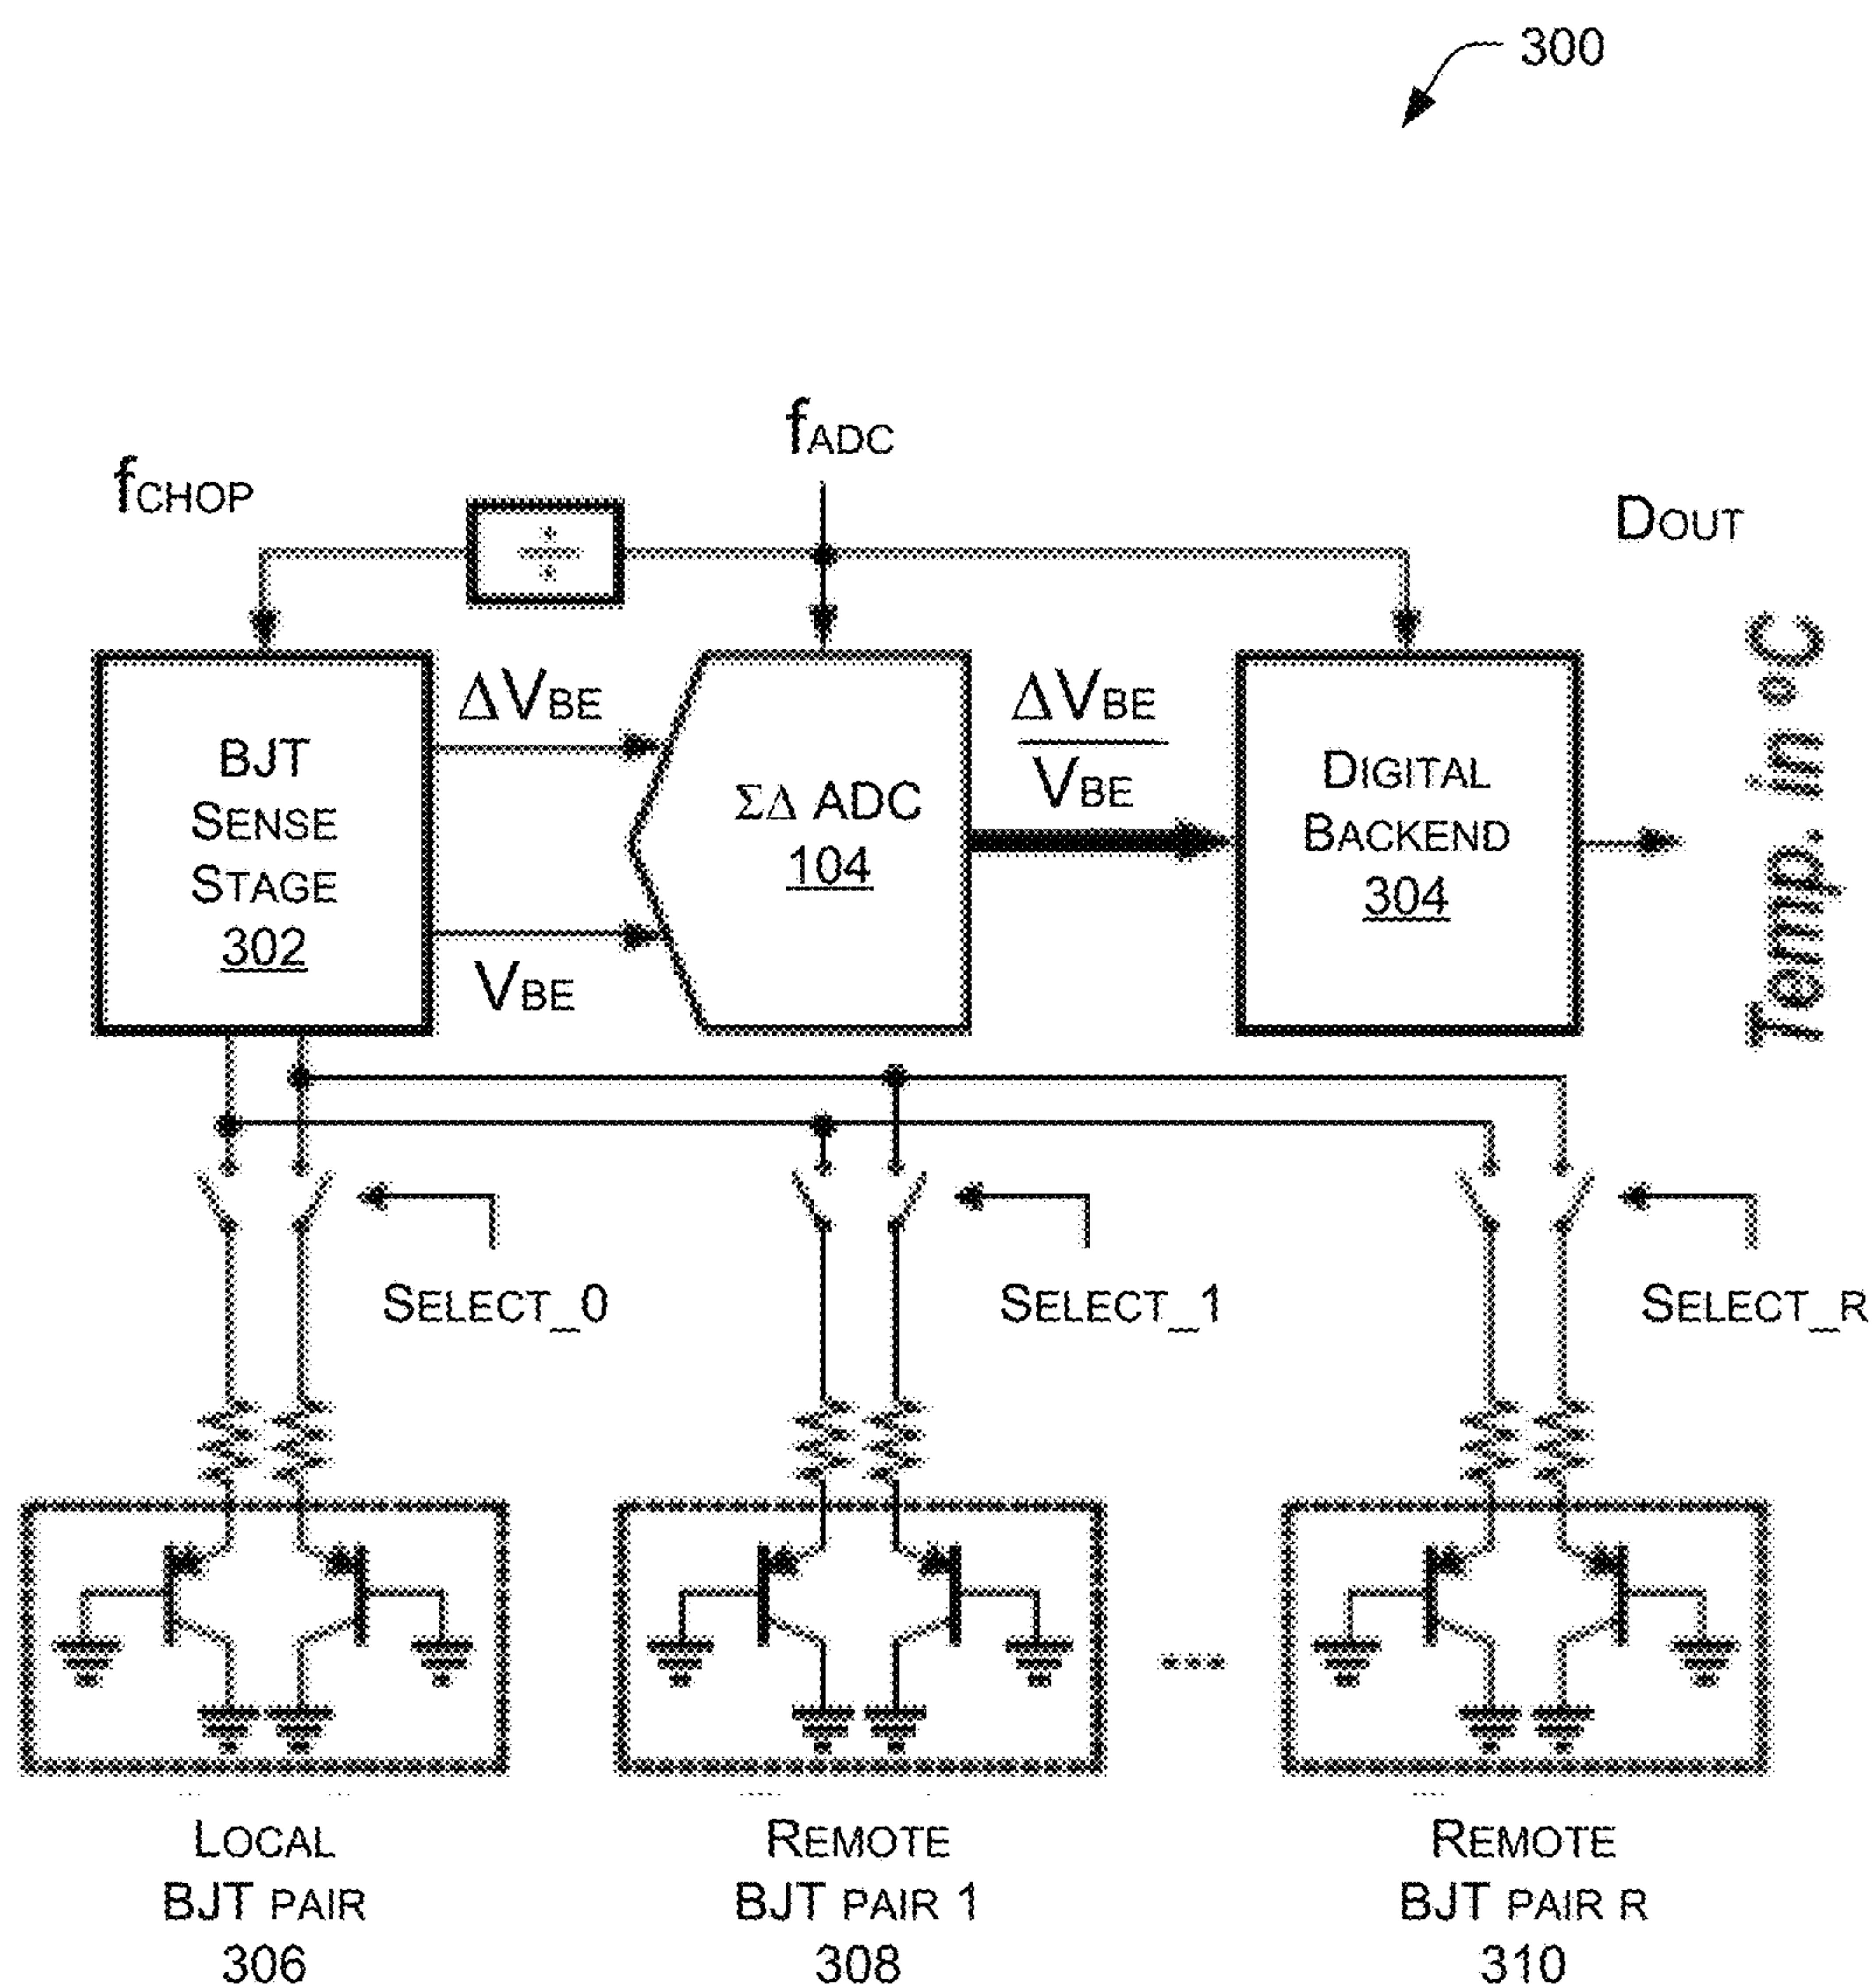 300
fADC
fCHOP
÷
DOUT
ΔVBE
ΔVBE
VBE
BJT
SENSE
STAGE
302
ΣΔ ADC
104
DIGITAL
BACKEND
304
Temp. in °C
VBE
SELECT_0
SELECT_1
SELECT_R
LOCAL
BJT PAIR
306
REMOTE
BJT PAIR 1
308
REMOTE
BJT PAIR R
310